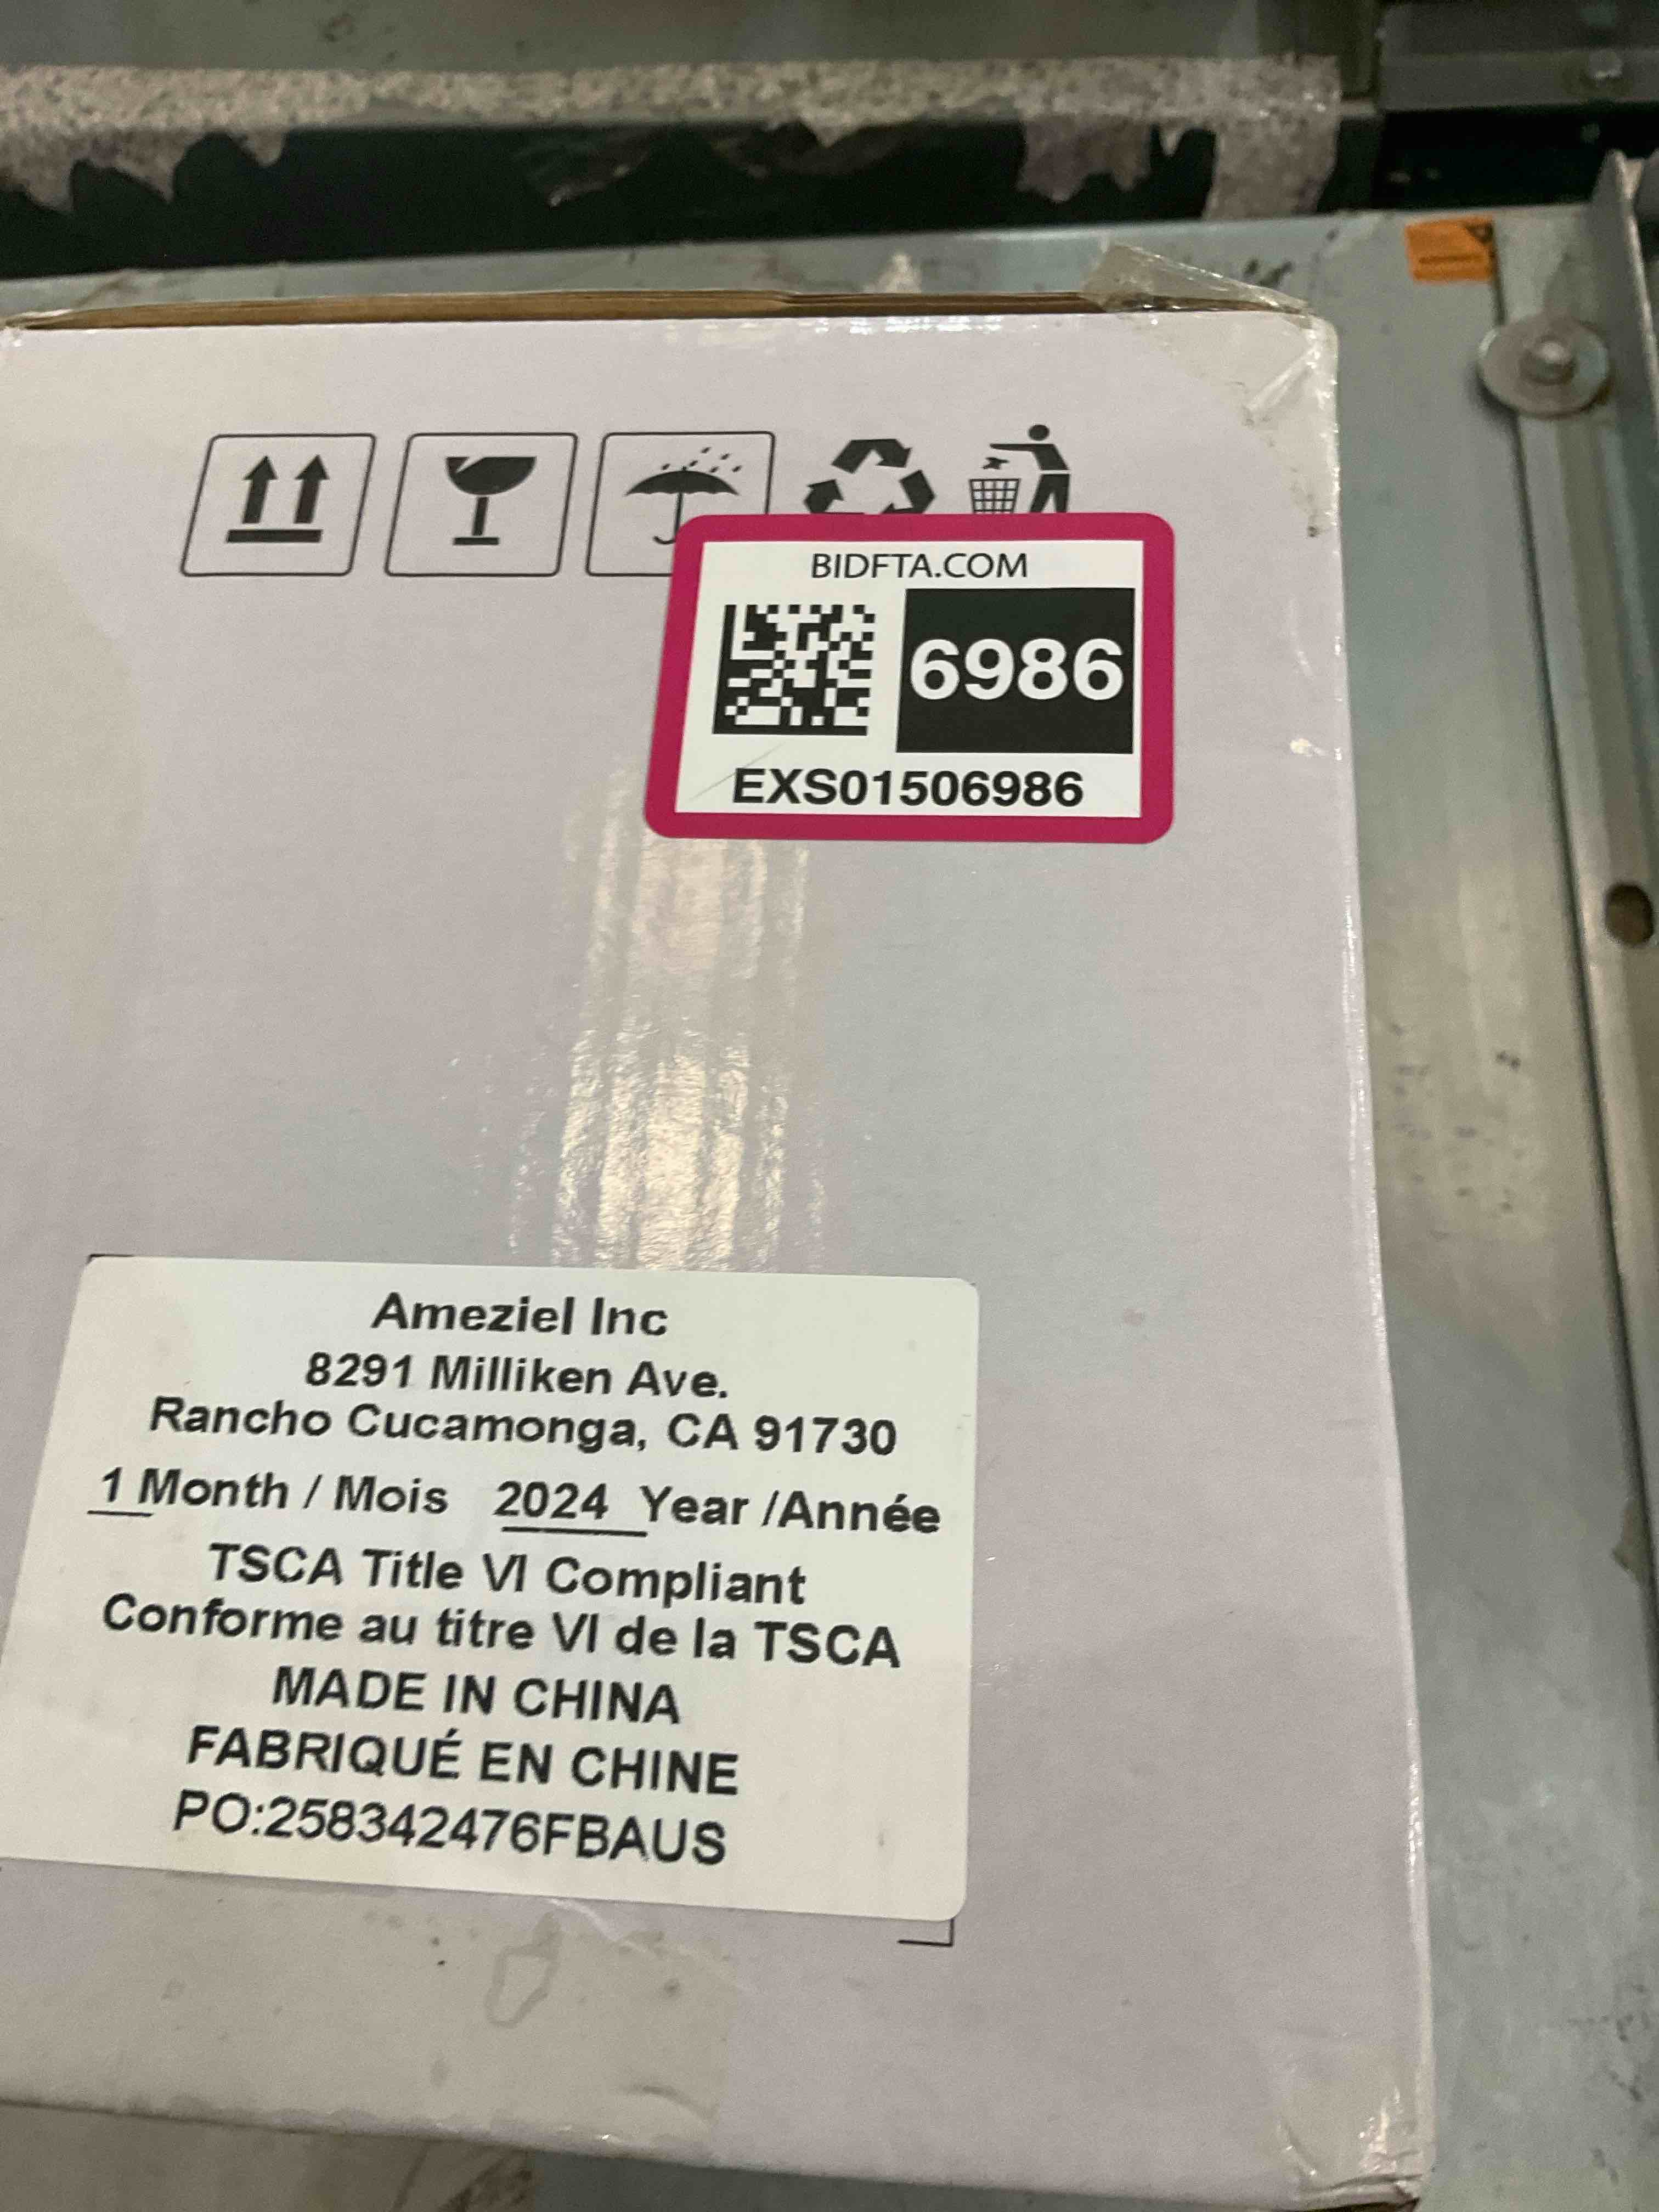 BIDFTA.COM
6986
EXS01506986
Ameziel Inc
8291 Milliken Ave.
Rancho Cucamonga, CA 91730
1 Month / Mois 2024 Year /Année
TSCA Title VI Compliant
Conforme au titre VI de la TSCA
MADE IN CHINA
FABRIQUÉ EN CHINE
PO:258342476FBAUS